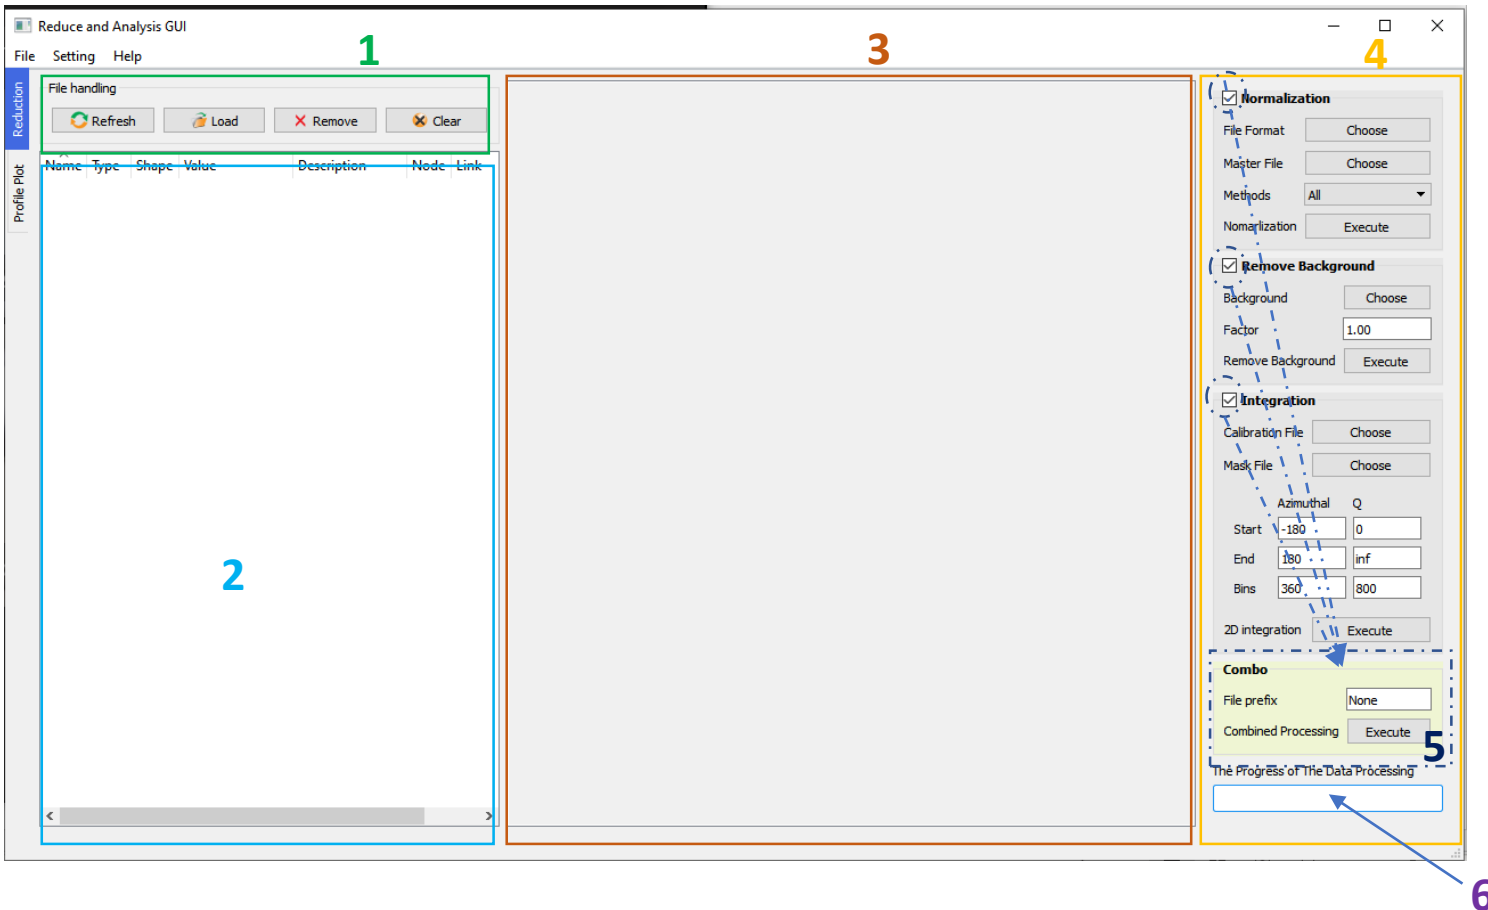 Reduce and Analysis GUI
File Setting Help
1
3
4
Reduction
Profile Plot
File handling
Refresh Load Remove Clear
Name Type Shape Value Description Node Link
2
Normalization
File Format Choose
Master File Choose
Methods All
Nomarlization Execute
Remove Background
Background Choose
Factor 1.00
Remove Background Execute
Integration
Calibration File Choose
Mask File Choose
Azimuthal Q
Start -180 0
End 180 inf
Bins 360 800
2D integration Execute
Combo
File prefix None
Combined Processing Execute
5
The Progress of The Data Processing
6